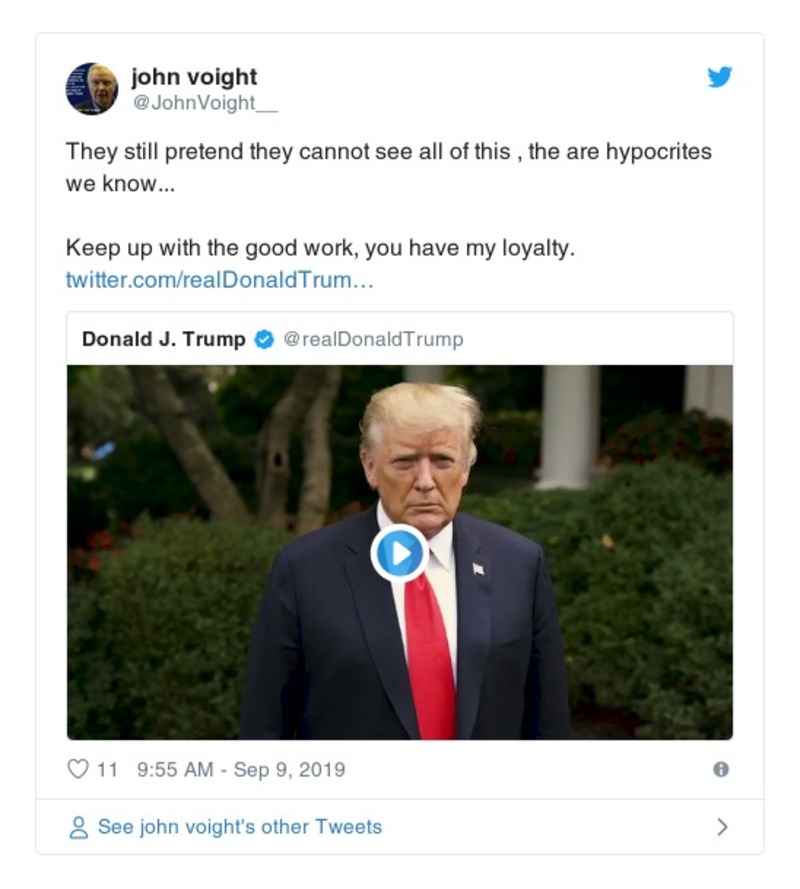 john voight
@JohnVoight__
They still pretend they cannot see all of this , the are hypocrites
we know...
Keep up with the good work, you have my loyalty.
twitter.com/realDonaldTrum…
Donald J. Trump @realDonaldTrump
11 9:55 AM - Sep 9, 2019
See john voight's other Tweets